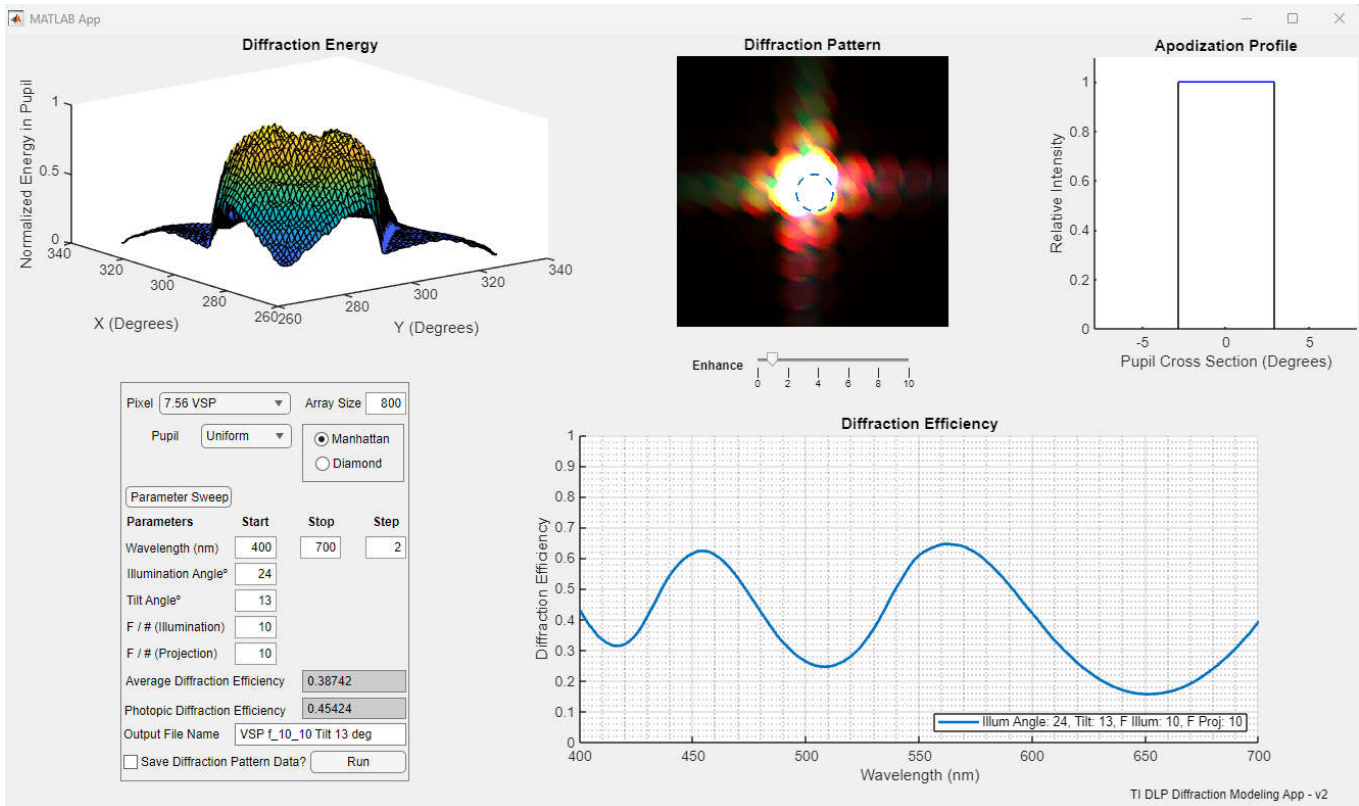 MATLAB App
Diffraction Energy
Normalized Energy in Pupil
1
0.5
0
340
320
300
280
260
X (Degrees)
260
280
300
320
340
Y (Degrees)
Diffraction Pattern
Enhance
0 2 4 6 8 10
Apodization Profile
Relative Intensity
1
0.8
0.6
0.4
0.2
0
-5 0 5
Pupil Cross Section (Degrees)
Pixel 7.56 VSP Array Size 800
Pupil Uniform
Manhattan
Diamond
Parameter Sweep
Parameters Start Stop Step
Wavelength (nm) 400 700 2
Illumination Angleº 24
Tilt Angleº 13
F / # (Illumination) 10
F / # (Projection) 10
Average Diffraction Efficiency 0.38742
Photopic Diffraction Efficiency 0.45424
Output File Name VSP f_10_10 Tilt 13 deg
Save Diffraction Pattern Data? Run
Diffraction Efficiency
Diffraction Efficiency
1
0.9
0.8
0.7
0.6
0.5
0.4
0.3
0.2
0.1
0
400 450 500 550 600 650 700
Wavelength (nm)
Illum Angle: 24, Tilt: 13, F Illum: 10, F Proj: 10
TI DLP Diffraction Modeling App - v2